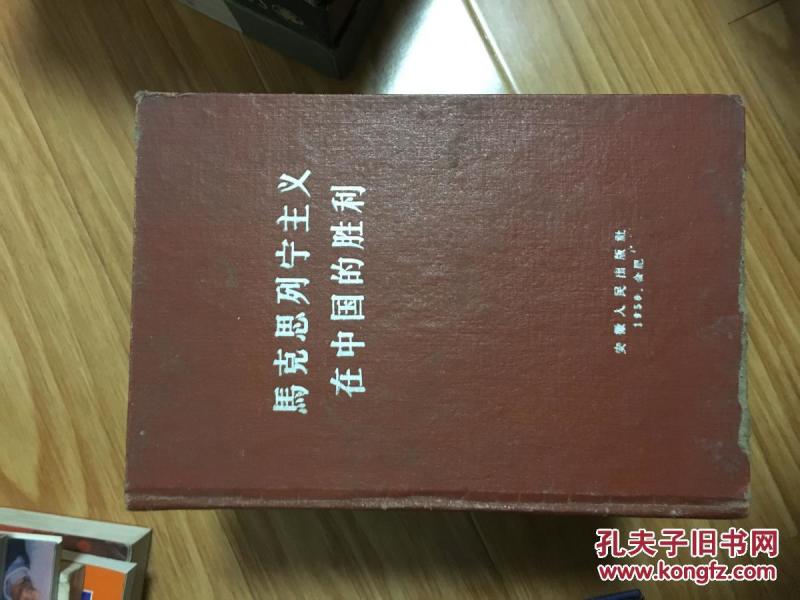 馬克思列宁主义
在中国的胜利
安徽人民出版社
1959.合肥
孔夫子旧书网
www.kongfz.com